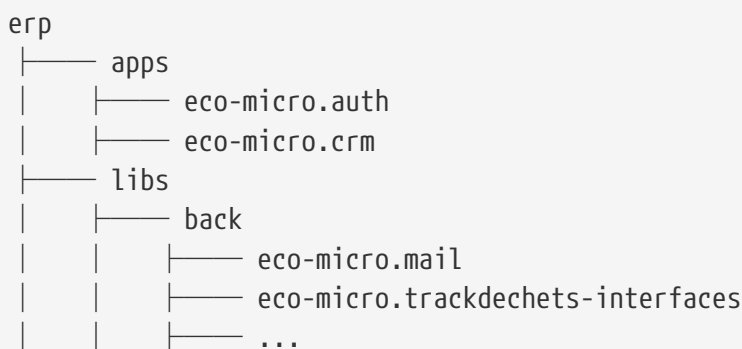 erp
├── apps
│   ├── eco-micro.auth
│   ├── eco-micro.crm
├── libs
│   ├── back
│   │   ├── eco-micro.mail
│   │   ├── eco-micro.trackdechets-interfaces
│   │   ├── ...